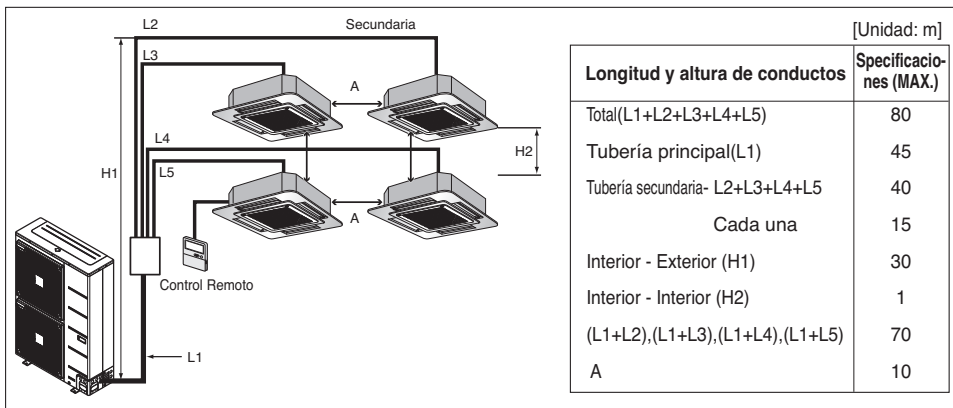 L2
Secundaria
L3
A
L4
H2
H1
L5
A
Control Remoto
L1
[Unidad: m]
Longitud y altura de conductos
Specificacio-
nes (MAX.)
Total(L1+L2+L3+L4+L5) 80
Tubería principal(L1) 45
Tubería secundaria- L2+L3+L4+L5 40
Cada una 15
Interior - Exterior (H1) 30
Interior - Interior (H2) 1
(L1+L2),(L1+L3),(L1+L4),(L1+L5) 70
A 10